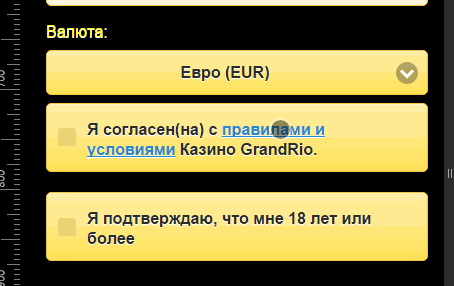 Валюта:
Евро (EUR)
Я согласен(на) с правилами и
условиями Казино GrandRio.
Я подтверждаю, что мне 18 лет или
более